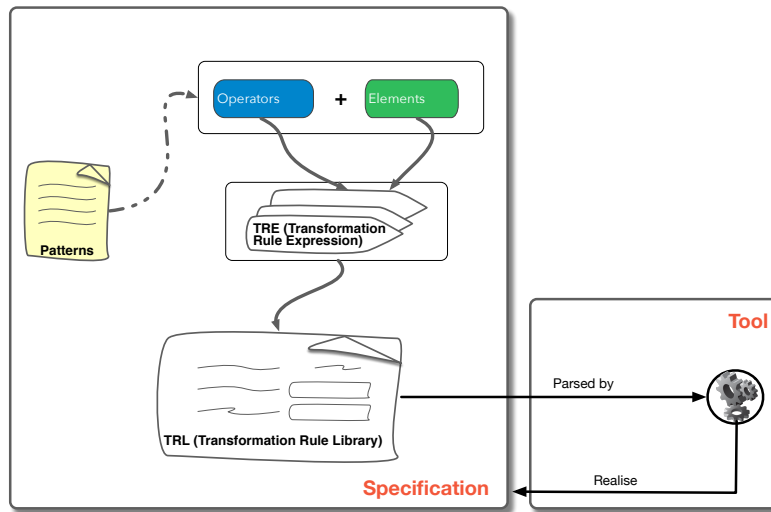 Operators
+
Elements
Patterns
TRE (Transformation
Rule Expression)
Tool
Parsed by
TRL (Transformation Rule Library)
Realise
Specification